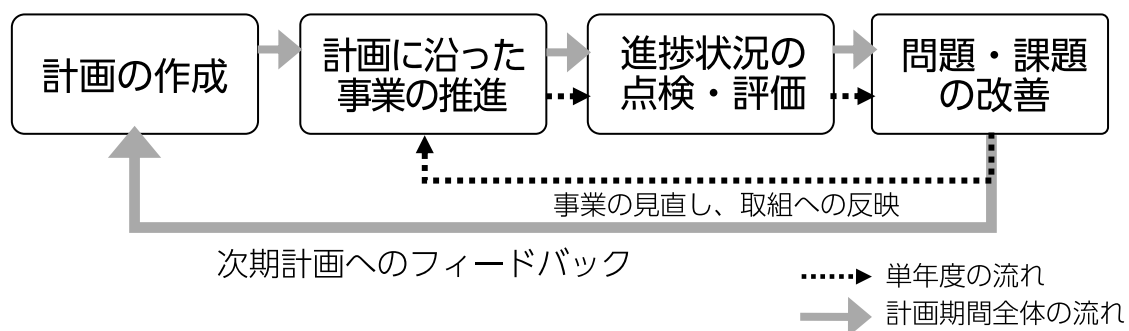 計画の作成
計画に沿った
事業の推進
進捗状況の
点検・評価
問題・課題
の改善
事業の見直し、取組への反映
次期計画へのフィードバック
単年度の流れ
計画期間全体の流れ